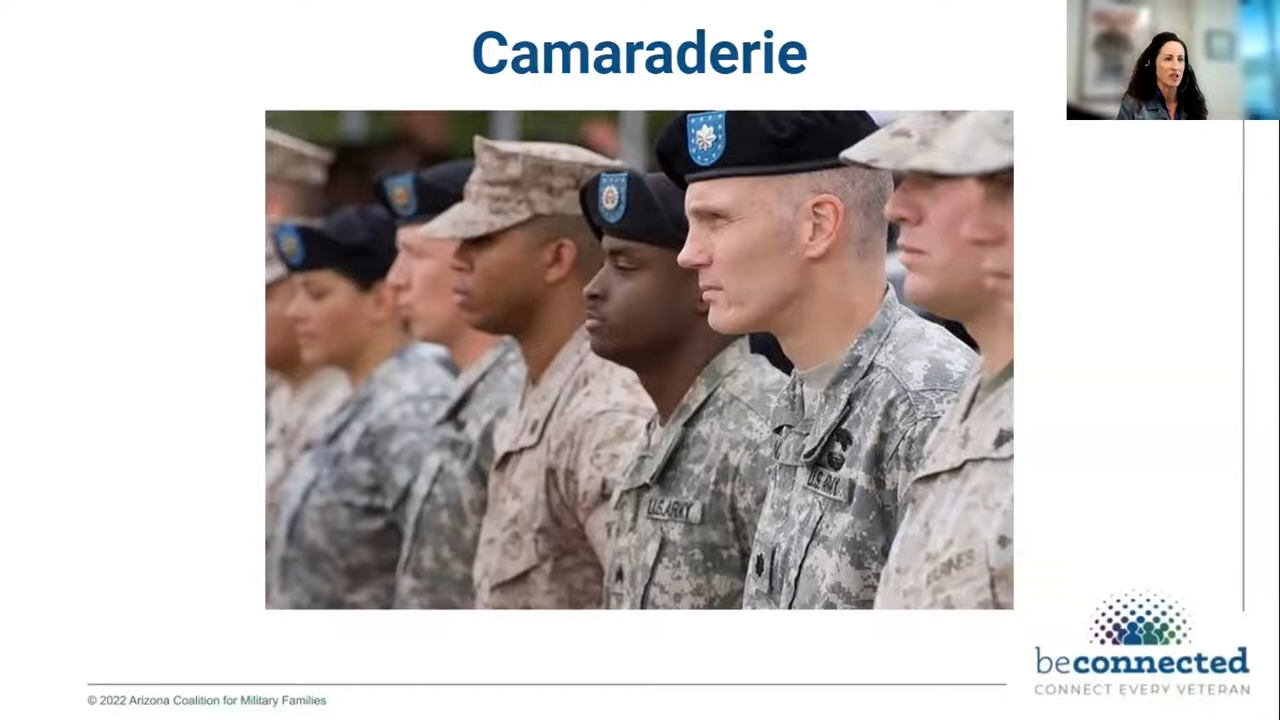 Camaraderie
U.S. ARMY
U.S. ARMY
beconnected
CONNECT EVERY VETERAN
© 2022 Arizona Coalition for Military Families